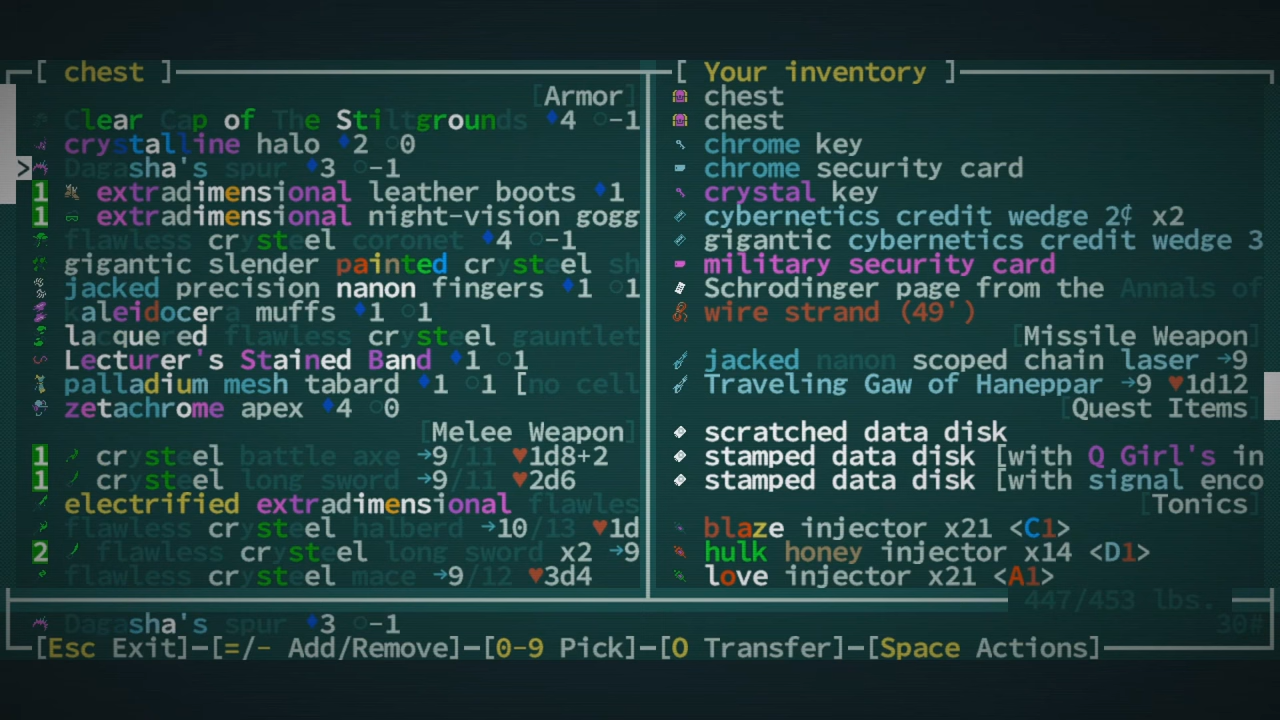 [ chest ]
[Armor]
Clear Cap of The Stiltgrounds ♦4 ○-1
crystalline halo ♦2 ○0
> Dagasha's spur ♦3 ○-1
1 extradimensional leather boots ♦1
1 extradimensional night-vision gogg
flawless crysteel coronet ♦4 ○-1
gigantic slender painted crysteel sh
jacked precision nanon fingers ♦1 ○1
kaleidocera muffs ♦1 ○1
lacquered flawless crysteel gauntlet
Lecturer's Stained Band ♦1 ○1
palladium mesh tabard ♦1 ○1 [no cell
zetachrome apex ♦4 ○0
[Melee Weapon]
1 crysteel battle axe →9/11 ♥1d8+2
1 crysteel long sword →9/11 ♥2d6
electrified extradimensional flawles
flawless crysteel halberd →10/13 ♥1d
2 flawless crysteel long sword x2 →9
flawless crysteel mace →9/12 ♥3d4
[ Your inventory ]
chest
chest
chrome key
chrome security card
crystal key
cybernetics credit wedge 2¢ x2
gigantic cybernetics credit wedge 3
military security card
Schrodinger page from the Annals of
wire strand (49')
[Missile Weapon]
jacked nanon scoped chain laser →9
Traveling Gaw of Haneppar →9 ♥1d12
[Quest Items]
scratched data disk
stamped data disk [with Q Girl's in
stamped data disk [with signal enco
[Tonics]
blaze injector x21 <C1>
hulk honey injector x14 <D1>
love injector x21 <A1>
447/453 lbs.
Dagasha's spur ♦3 ○-1
30#
[Esc Exit]-[=/- Add/Remove]-[0-9 Pick]-[O Transfer]-[Space Actions]